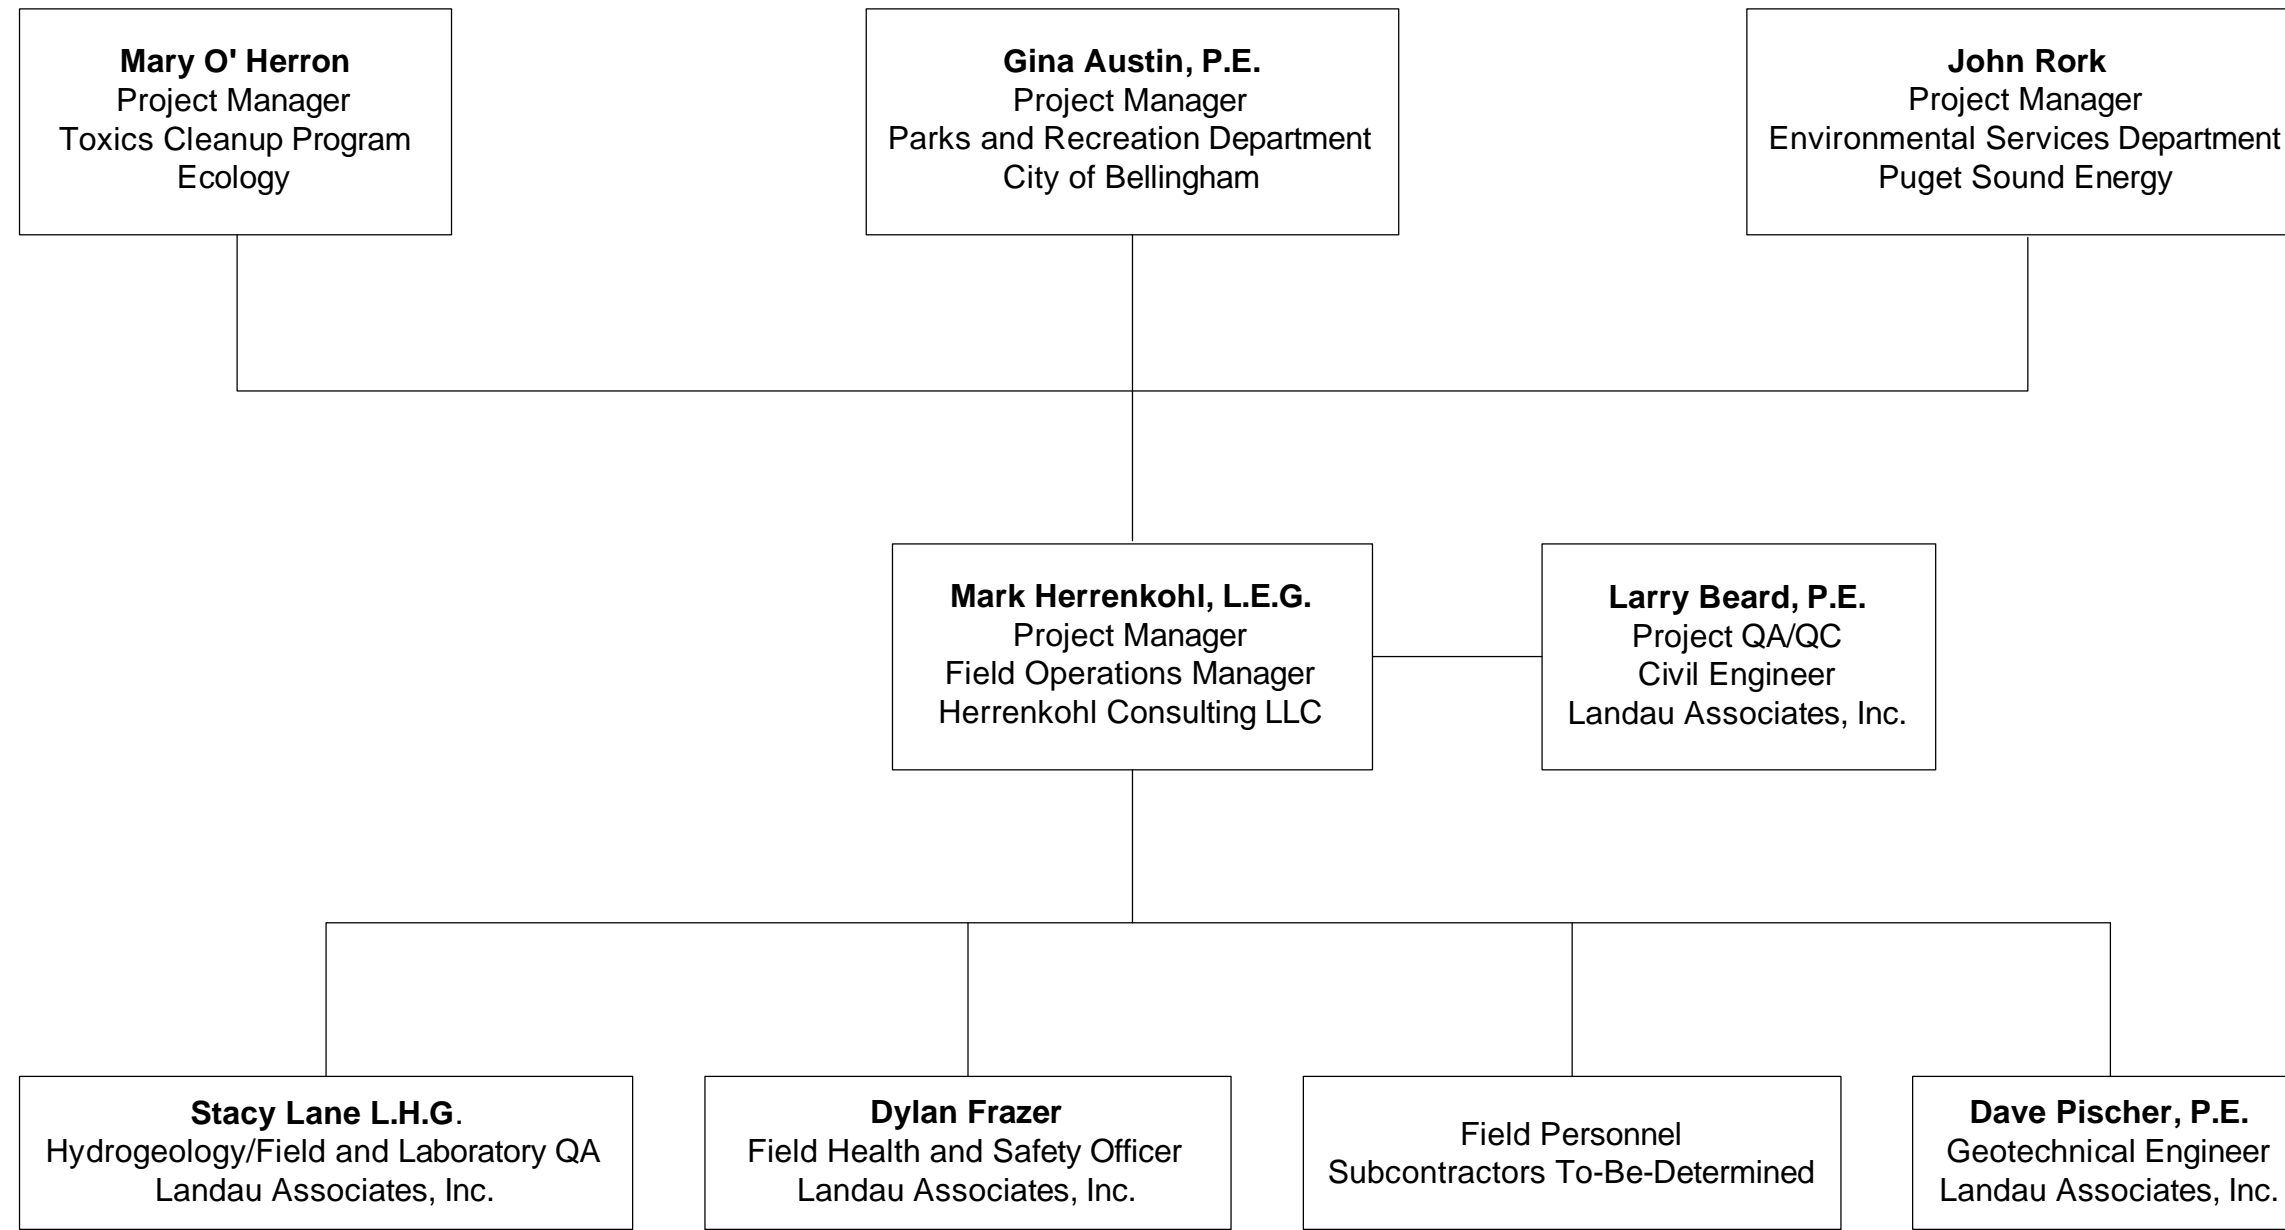 Mary O' Herron
Project Manager
Toxics Cleanup Program
Ecology
Gina Austin, P.E.
Project Manager
Parks and Recreation Department
City of Bellingham
John Rork
Project Manager
Environmental Services Department
Puget Sound Energy
Mark Herrenkohl, L.E.G.
Project Manager
Field Operations Manager
Herrenkohl Consulting LLC
Larry Beard, P.E.
Project QA/QC
Civil Engineer
Landau Associates, Inc.
Stacy Lane L.H.G.
Hydrogeology/Field and Laboratory QA
Landau Associates, Inc.
Dylan Frazer
Field Health and Safety Officer
Landau Associates, Inc.
Field Personnel
Subcontractors To-Be-Determined
Dave Pischer, P.E.
Geotechnical Engineer
Landau Associates, Inc.